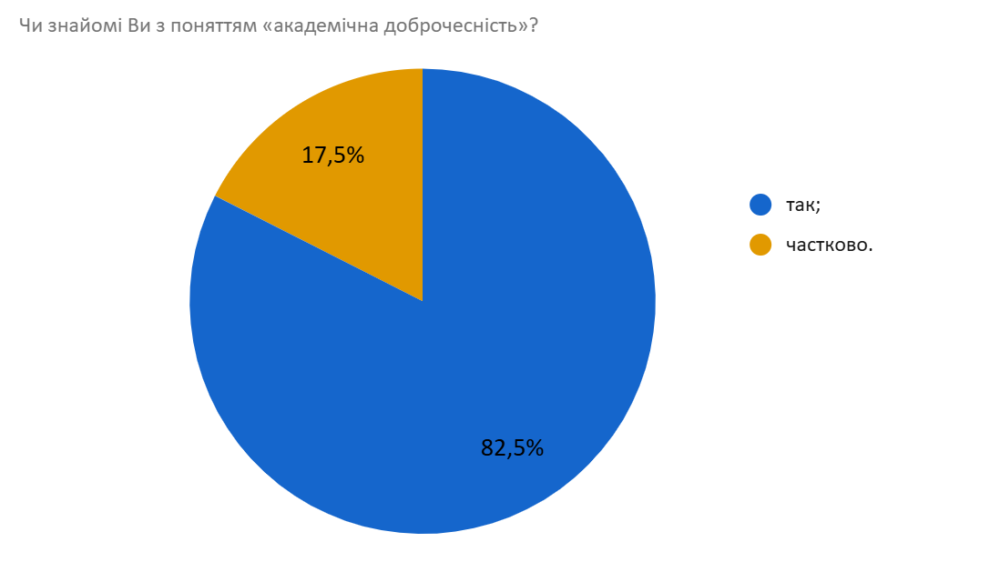 Чи знайомі Ви з поняттям «академічна доброчесність»?
17,5%
так;
частково.
82,5%